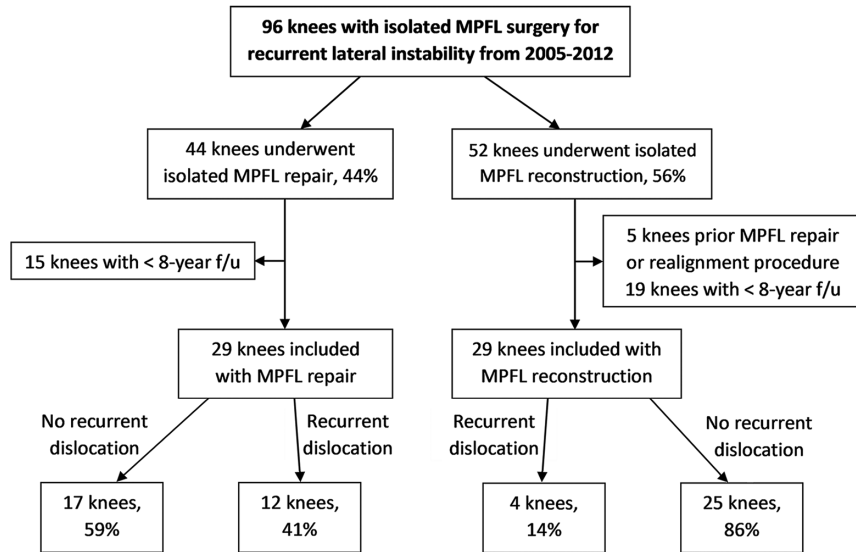 96 knees with isolated MPFL surgery for
recurrent lateral instability from 2005-2012
44 knees underwent
isolated MPFL repair, 44%
52 knees underwent isolated
MPFL reconstruction, 56%
15 knees with < 8-year f/u
5 knees prior MPFL repair
or realignment procedure
19 knees with < 8-year f/u
29 knees included
with MPFL repair
29 knees included with
MPFL reconstruction
No recurrent
dislocation
Recurrent
dislocation
Recurrent
dislocation
No recurrent
dislocation
17 knees,
59%
12 knees,
41%
4 knees,
14%
25 knees,
86%